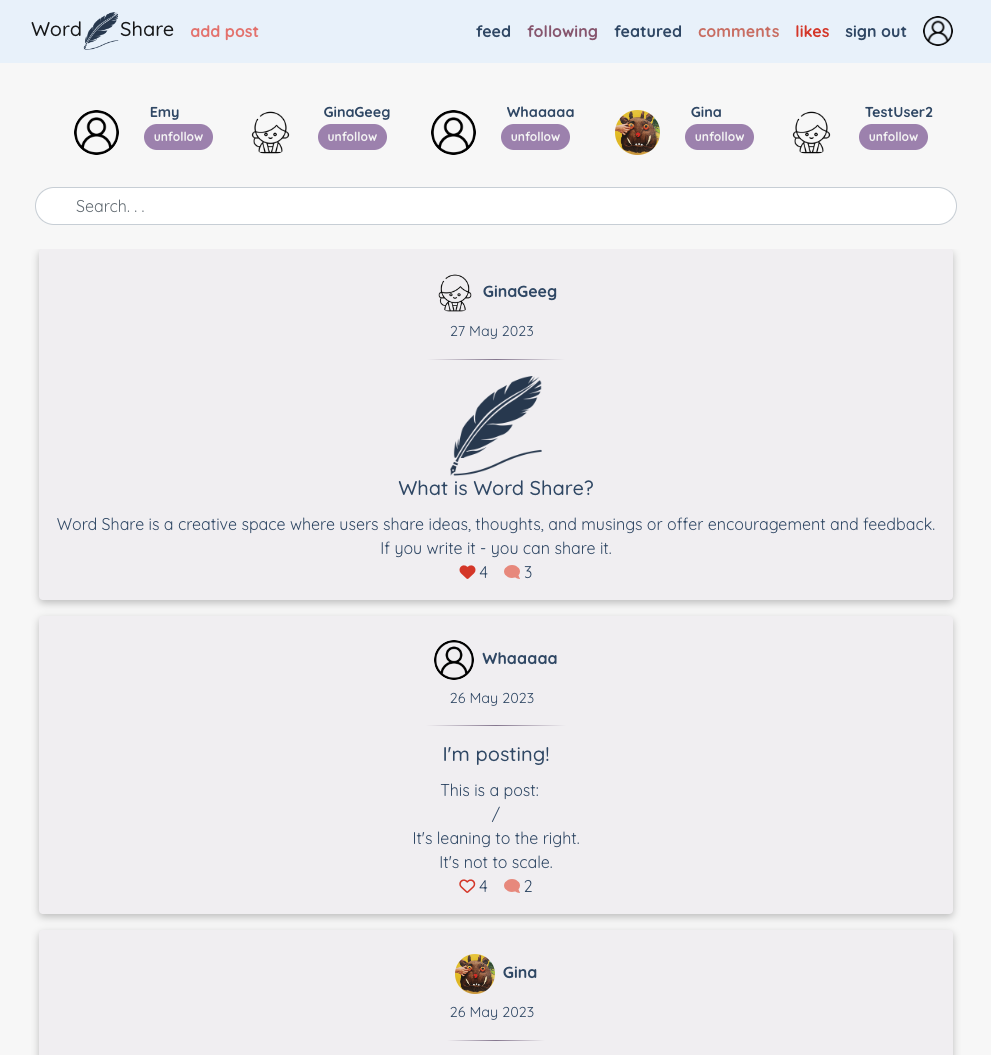 Word Share add post feed following featured comments likes sign out
Emy GinaGeeg Whaaaaa Gina TestUser2
unfollow unfollow unfollow unfollow unfollow
Search. . .
GinaGeeg
27 May 2023
What is Word Share?
Word Share is a creative space where users share ideas, thoughts, and musings or offer encouragement and feedback.
If you write it - you can share it.
4 3
Whaaaaa
26 May 2023
I'm posting!
This is a post:
/
It's leaning to the right.
It's not to scale.
4 2
Gina
26 May 2023